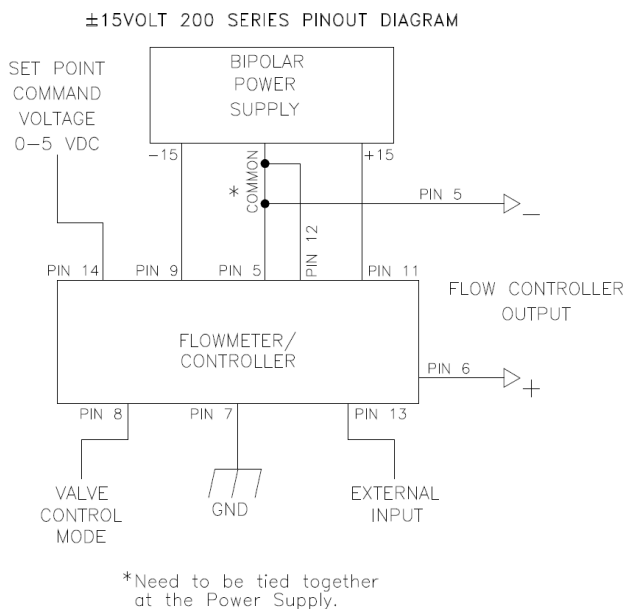 ±15VOLT 200 SERIES PINOUT DIAGRAM
SET POINT
COMMAND
VOLTAGE
0-5 VDC
BIPOLAR
POWER
SUPPLY
-15
* COMMON
+15
PIN 12
PIN 5
-
PIN 14
PIN 9
PIN 5
PIN 11
FLOW CONTROLLER
OUTPUT
FLOWMETER/
CONTROLLER
PIN 6
+
PIN 8
PIN 7
PIN 13
VALVE
CONTROL
MODE
GND
EXTERNAL
INPUT
*Need to be tied together
at the Power Supply.